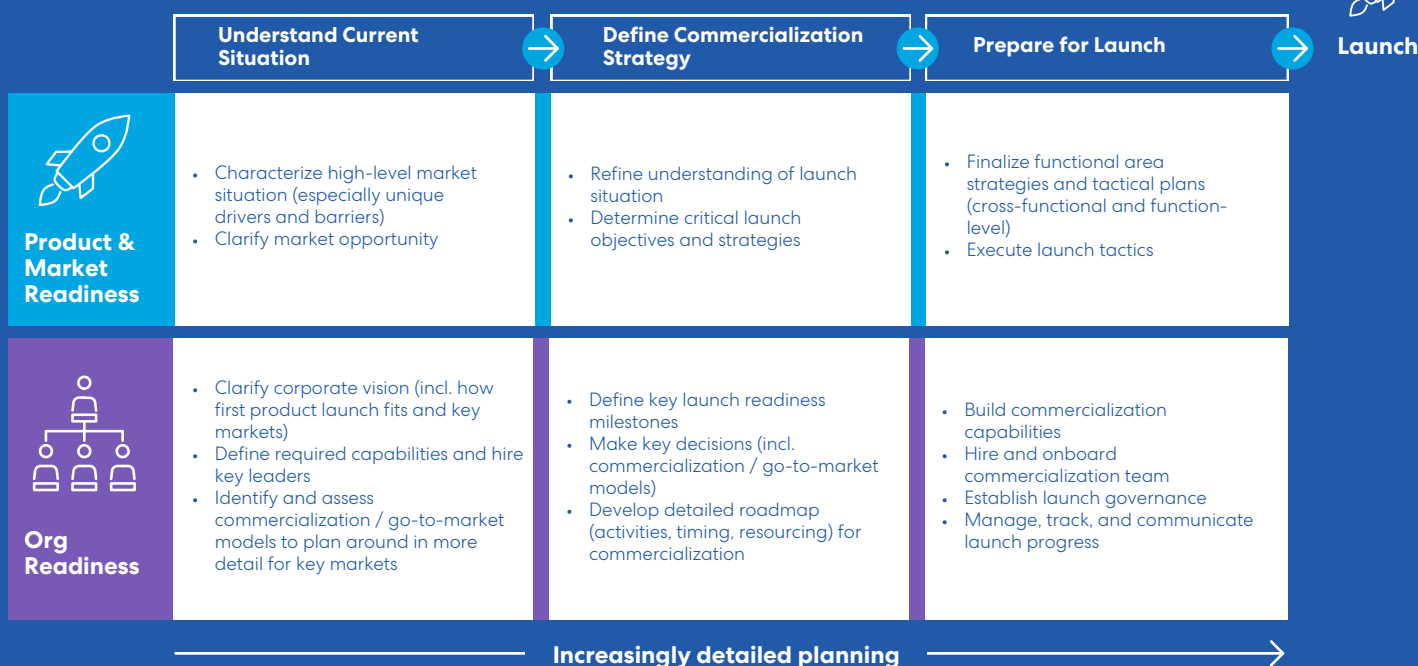 Understand Current
Situation
Define Commercialization
Strategy
Prepare for Launch
Launch
Product &
Market
Readiness
• Characterize high-level market
situation (especially unique
drivers and barriers)
• Clarify market opportunity
• Refine understanding of launch
situation
• Determine critical launch
objectives and strategies
• Finalize functional area
strategies and tactical plans
(cross-functional and function-
level)
• Execute launch tactics
Org
Readiness
• Clarify corporate vision (incl. how
first product launch fits and key
markets)
• Define required capabilities and hire
key leaders
• Identify and assess
commercialization / go-to-market
models to plan around in more
detail for key markets
• Define key launch readiness
milestones
• Make key decisions (incl.
commercialization / go-to-market
models)
• Develop detailed roadmap
(activities, timing, resourcing) for
commercialization
• Build commercialization
capabilities
• Hire and onboard
commercialization team
• Establish launch governance
• Manage, track, and communicate
launch progress
Increasingly detailed planning